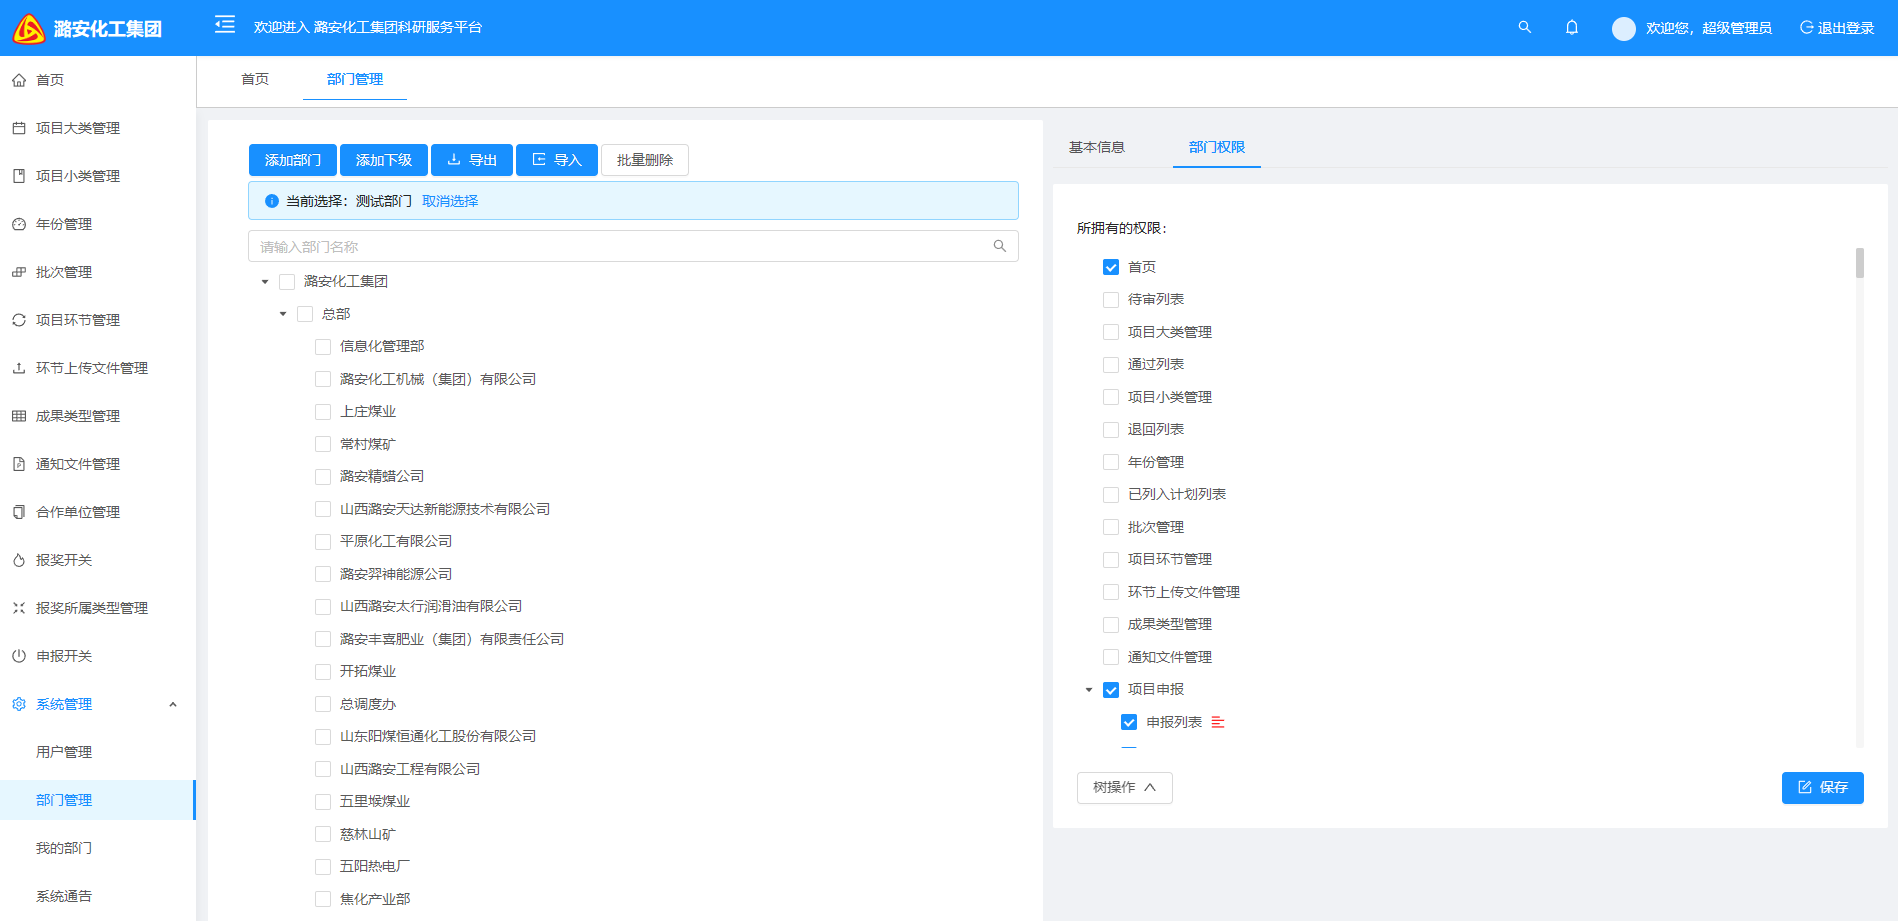 潞安化工集团
欢迎进入 潞安化工集团科研服务平台
欢迎您，超级管理员
退出登录
首页
项目大类管理
项目小类管理
年份管理
批次管理
项目环节管理
环节上传文件管理
成果类型管理
通知文件管理
合作单位管理
报奖开关
报奖所属类型管理
申报开关
系统管理
用户管理
部门管理
我的部门
系统通告
首页 部门管理
添加部门 添加下级 导出 导入 批量删除
当前选择：测试部门 取消选择
请输入部门名称
潞安化工集团
总部
信息化管理部
潞安化工机械（集团）有限公司
上庄煤业
常村煤矿
潞安精蜡公司
山西潞安天达新能源技术有限公司
平原化工有限公司
潞安羿神能源公司
山西潞安太行润滑油有限公司
潞安丰喜肥业（集团）有限责任公司
开拓煤业
总调度办
山东阳煤恒通化工股份有限公司
山西潞安工程有限公司
五里堠煤业
慈林山矿
五阳热电厂
焦化产业部
基本信息 部门权限
所拥有的权限：
首页
待审列表
项目大类管理
通过列表
项目小类管理
退回列表
年份管理
已列入计划列表
批次管理
项目环节管理
环节上传文件管理
成果类型管理
通知文件管理
项目申报
申报列表
树操作
保存